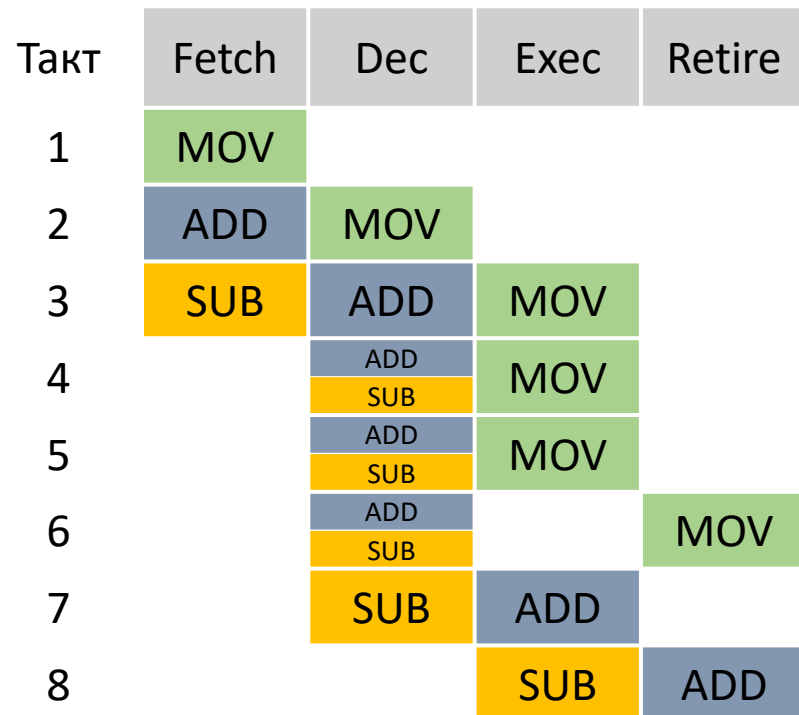 Такт Fetch Dec Exec Retire
1 MOV
2 ADD MOV
3 SUB ADD MOV
4 ADD MOV
SUB
5 ADD MOV
SUB
6 ADD MOV
SUB
7 SUB ADD
8 SUB ADD